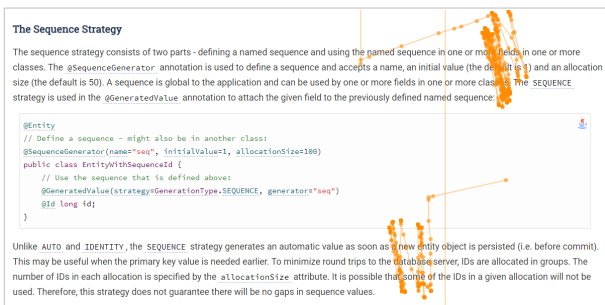 The Sequence Strategy
The sequence strategy consists of two parts - defining a named sequence and using the named sequence in one or more fields in one or more
classes. The @SequenceGenerator annotation is used to define a sequence and accepts a name, an initial value (the default is 1) and an allocation
size (the default is 50). A sequence is global to the application and can be used by one or more fields in one or more classes. The SEQUENCE
strategy is used in the @GeneratedValue annotation to attach the given field to the previously defined named sequence:
@Entity
// Define a sequence - might also be in another class:
@SequenceGenerator(name="seq", initialValue=1, allocationSize=100)
public class EntityWithSequenceId {
// Use the sequence that is defined above:
@GeneratedValue(strategy=GenerationType.SEQUENCE, generator="seq")
@Id long id;
}
Unlike AUTO and IDENTITY, the SEQUENCE strategy generates an automatic value as soon as a new entity object is persisted (i.e. before commit).
This may be useful when the primary key value is needed earlier. To minimize round trips to the database server, IDs are allocated in groups. The
number of IDs in each allocation is specified by the allocationSize attribute. It is possible that some of the IDs in a given allocation will not be
used. Therefore, this strategy does not guarantee there will be no gaps in sequence values.